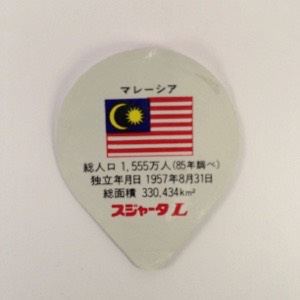 マレーシア
総人口 1,555万人(85年調べ)
独立年月日 1957年8月31日
総面積 330,434km²
スジャータ L